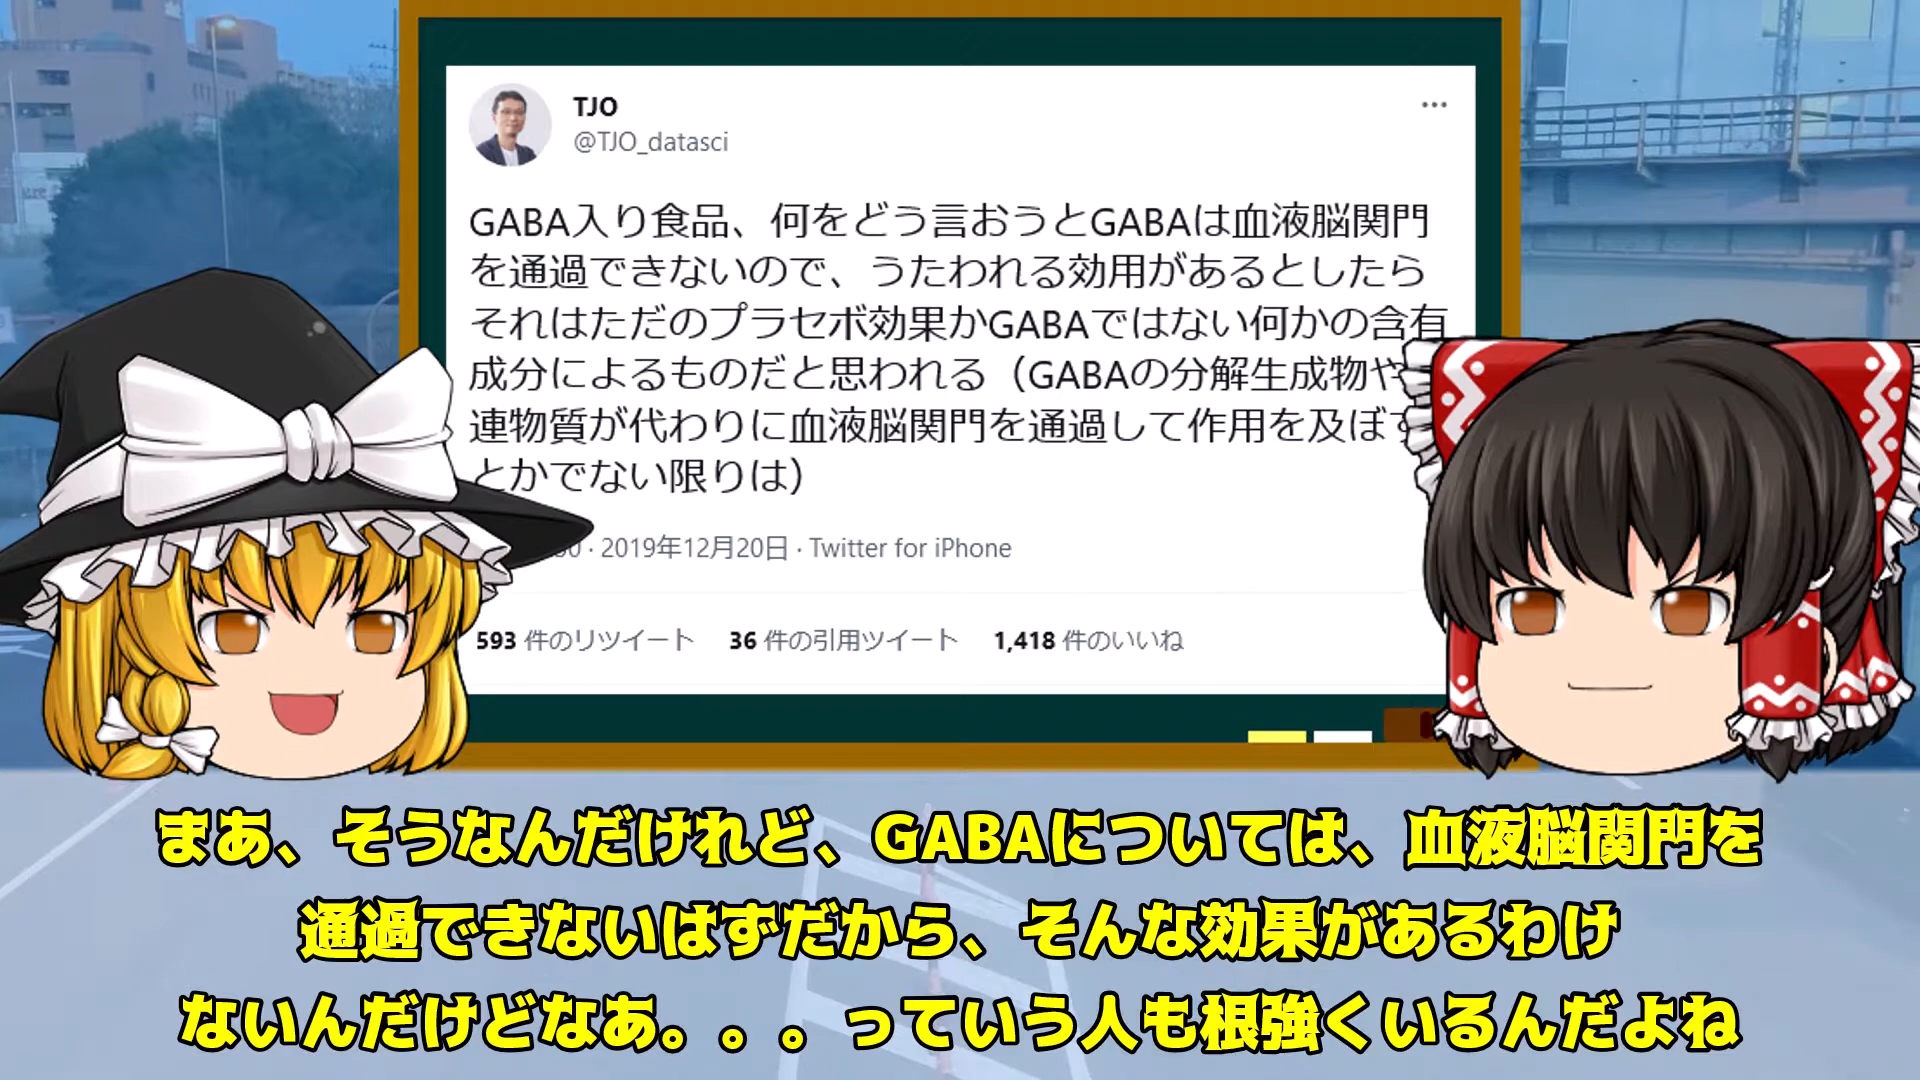 TJO
@TJO_datasci
GABA入り食品、何をどう言おうとGABAは血液脳関門
を通過できないので、うたわれる効用があるとしたら
それはただのプラセボ効果かGABAではない何かの含有
成分によるものだと思われる（GABAの分解生成物や
連物質が代わりに血液脳関門を通過して作用を及ぼす
とかでない限りは）
· 2019年12月20日 · Twitter for iPhone
593 件のリツイート 36 件の引用ツイート 1,418 件のいいね
まあ、そうなんだけれど、GABAについては、血液脳関門を
通過できないはずだから、そんな効果があるわけ
ないんだけどなあ。。。っていう人も根強くいるんだよね